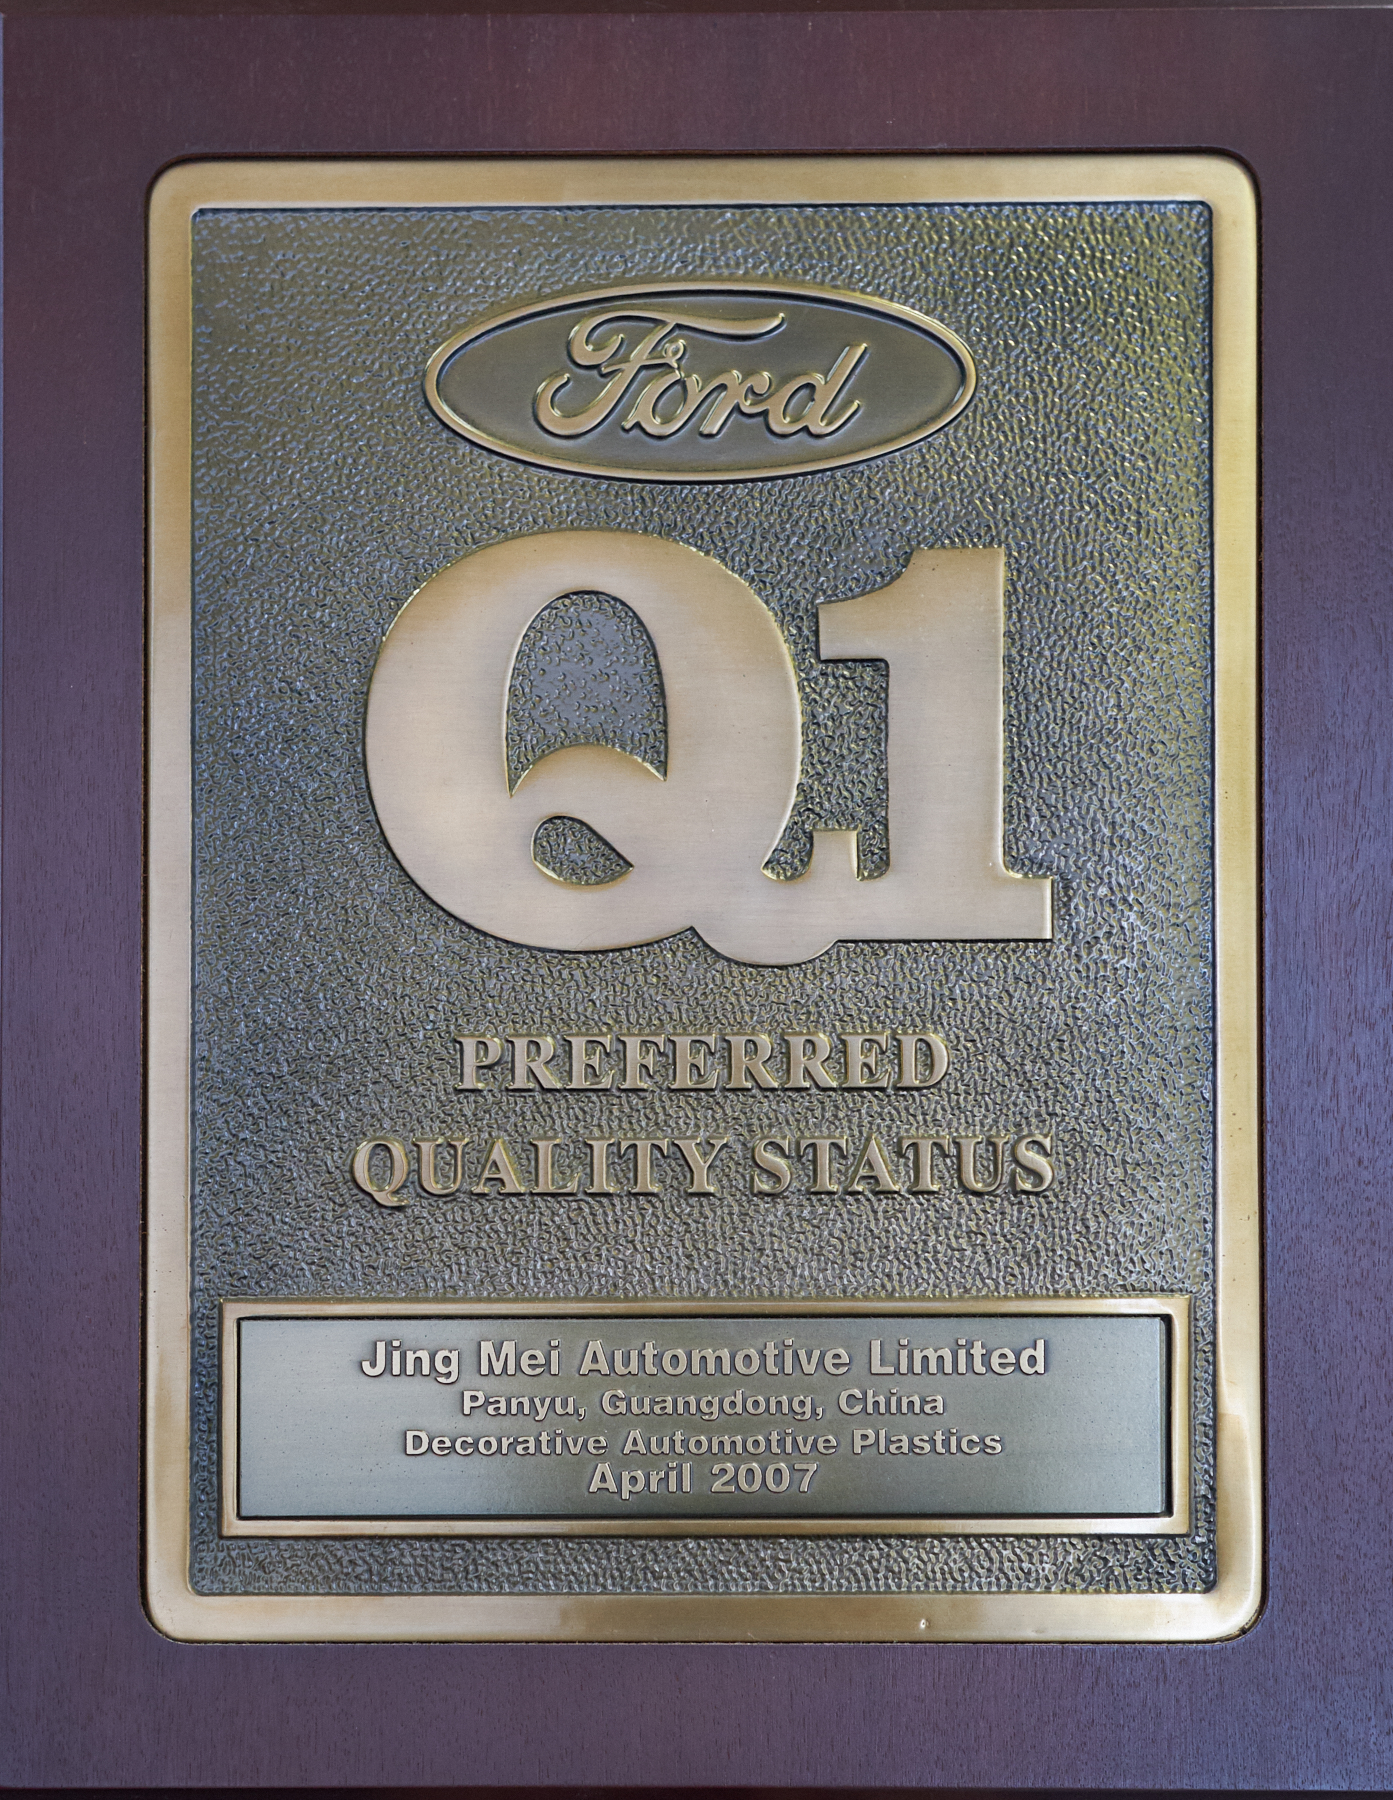 Ford
Q1
PREFERRED
QUALITY STATUS
Jing Mei Automotive Limited
Panyu, Guangdong, China
Decorative Automotive Plastics
April 2007